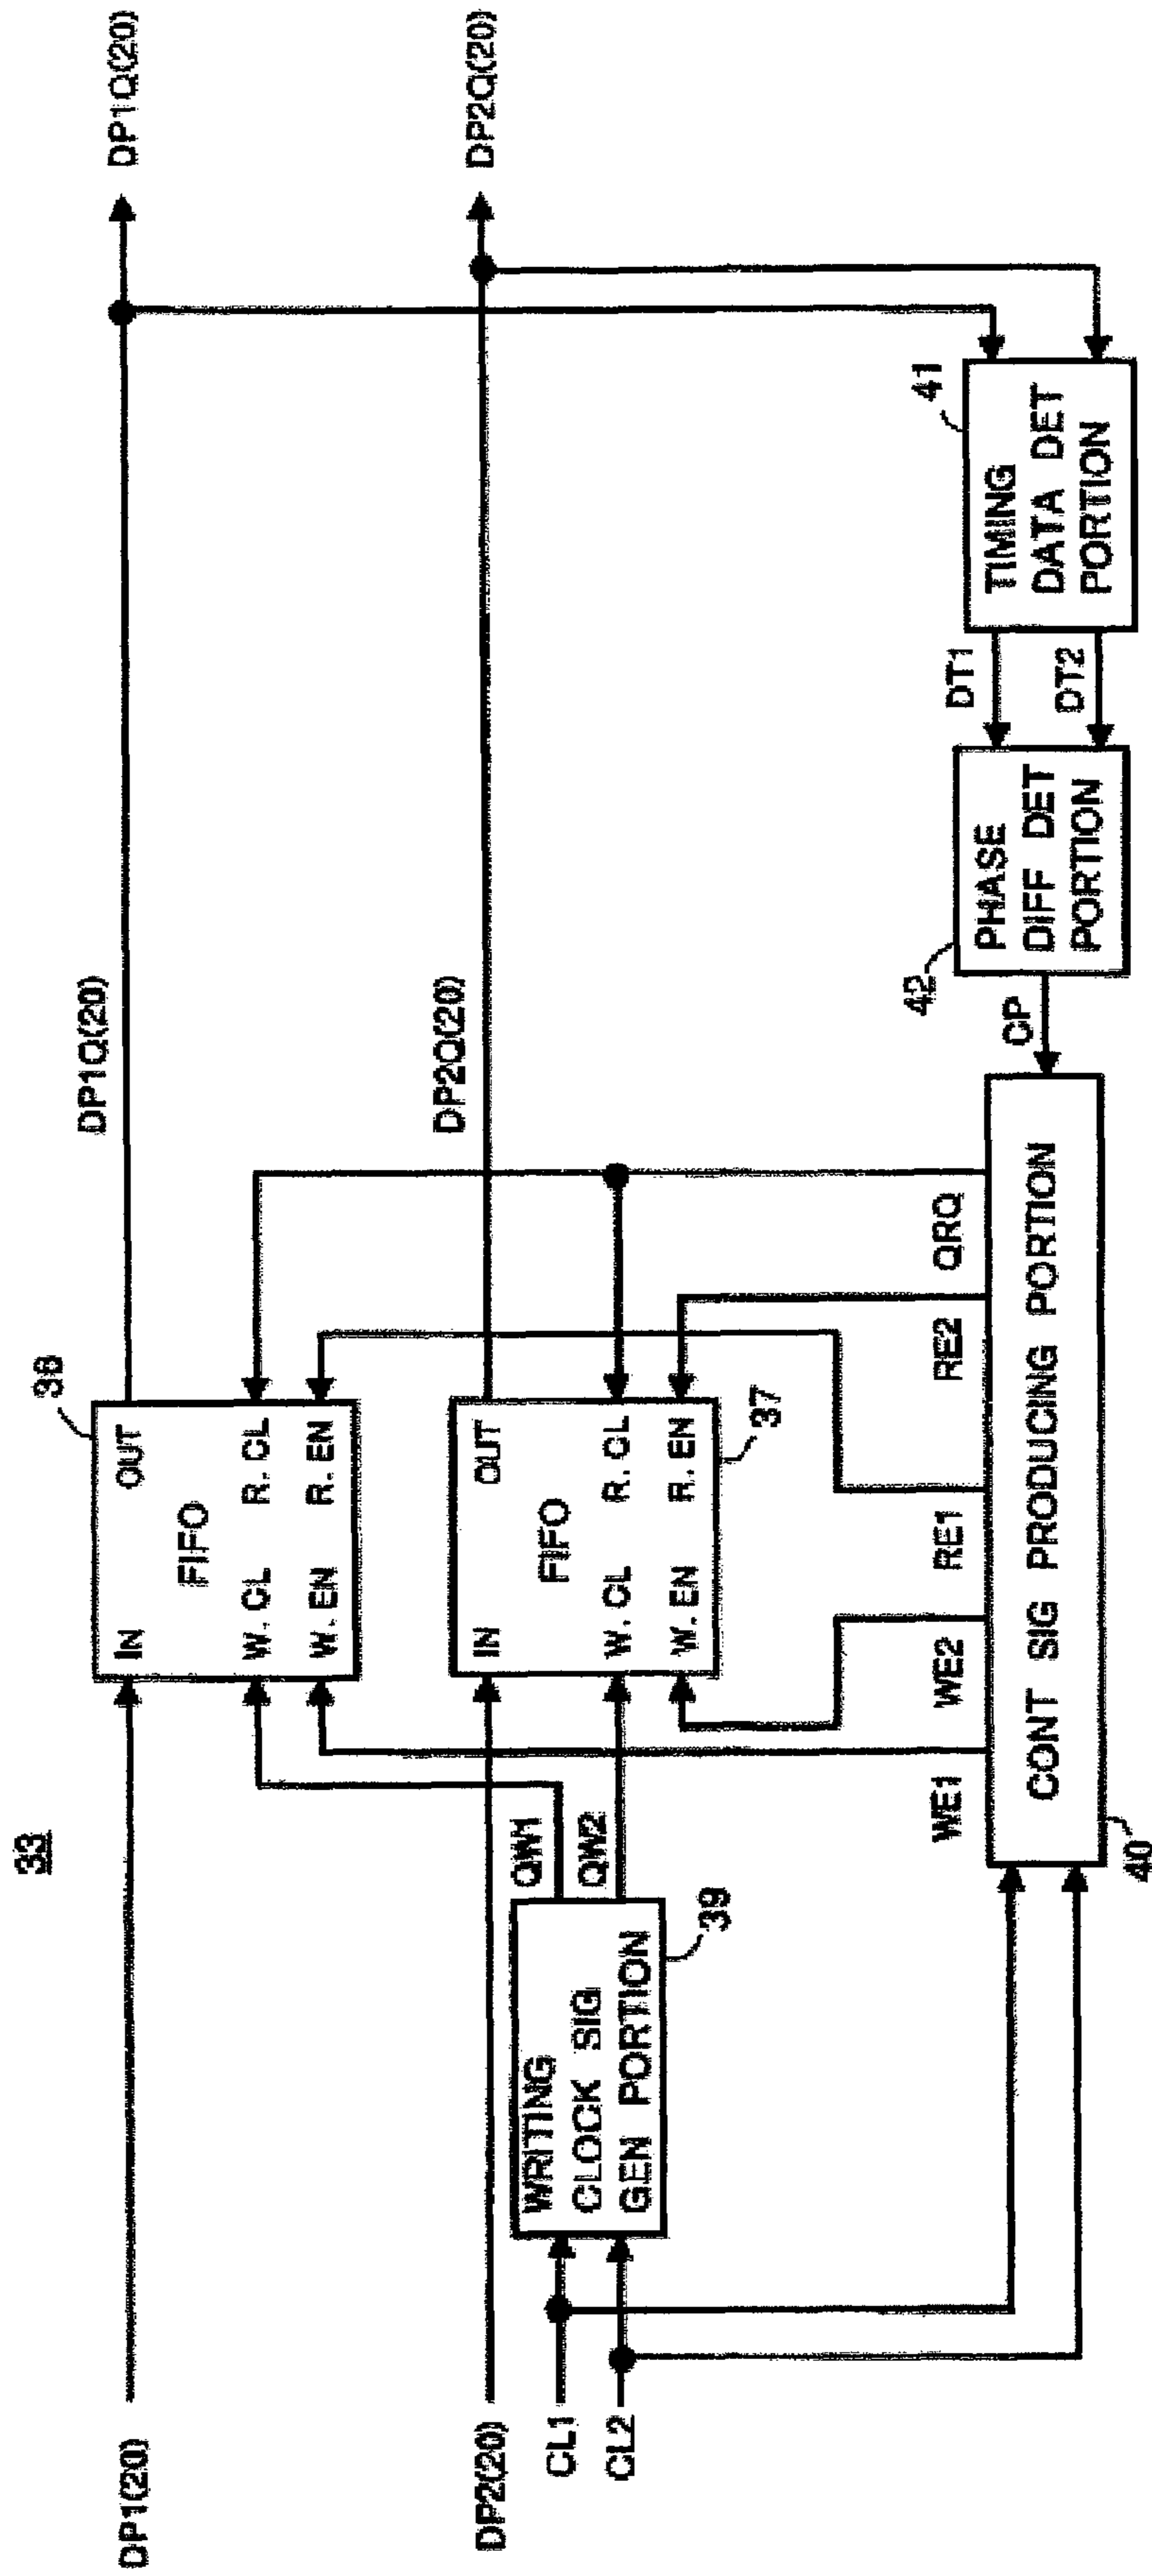 33
DP1(20)
IN
OUT
FIFO
W. CL
R. CL
W. EN
R. EN
38
DP1Q(20)
DP1Q(20)
DP2(20)
IN
OUT
FIFO
W. CL
R. CL
W. EN
R. EN
37
DP2Q(20)
DP2Q(20)
CL1
CL2
WRITING
CLOCK SIG
GEN PORTION
39
QW1
QW2
WE1
WE2
RE1
RE2
QRQ
CONT SIG PRODUCING PORTION
40
CP
42
PHASE
DIFF DET
PORTION
DT1
DT2
41
TIMING
DATA DET
PORTION